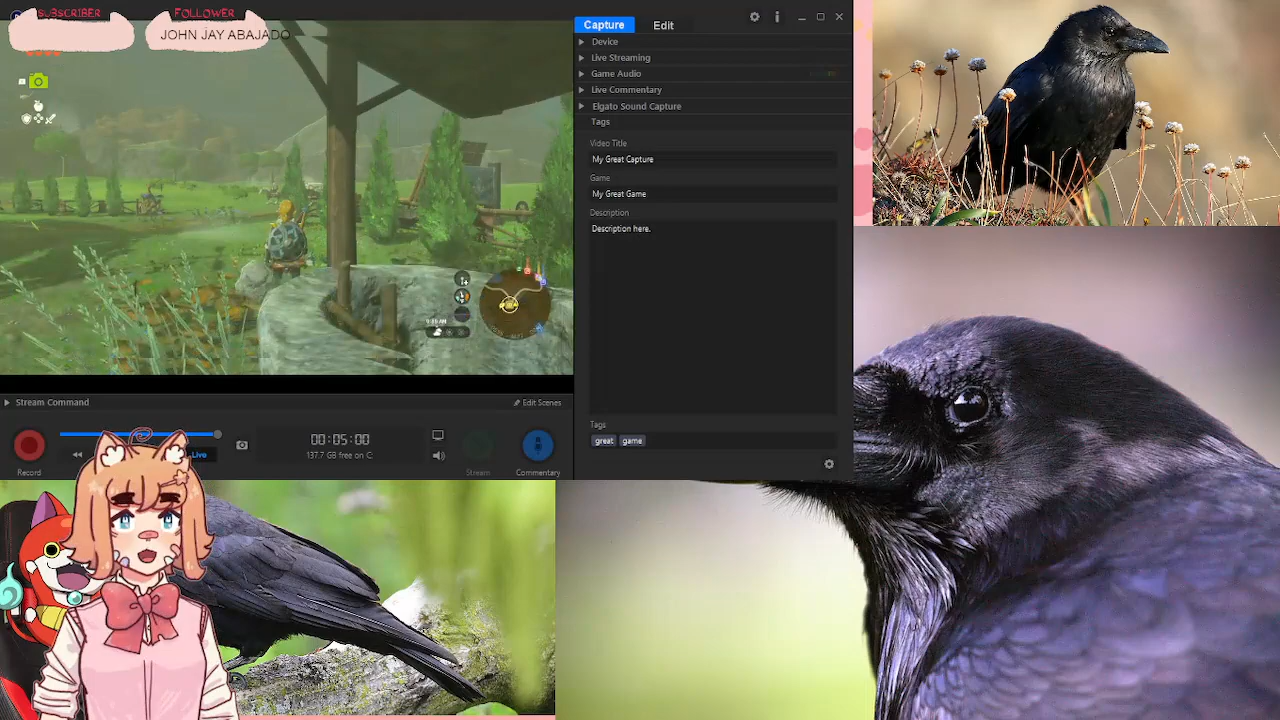 SUBSCRIBER
FOLLOWER
JOHN JAY ABAJADO
Capture
Edit
Device
Live Streaming
Game Audio
Live Commentary
Elgato Sound Capture
Tags
Video Title
My Great Capture
Game
My Great Game
Description
Description here.
Tags
great
game
Stream Command
Edit Scenes
Record
Live
00:05:00
137.7 GB free on C:
Stream
Commentary